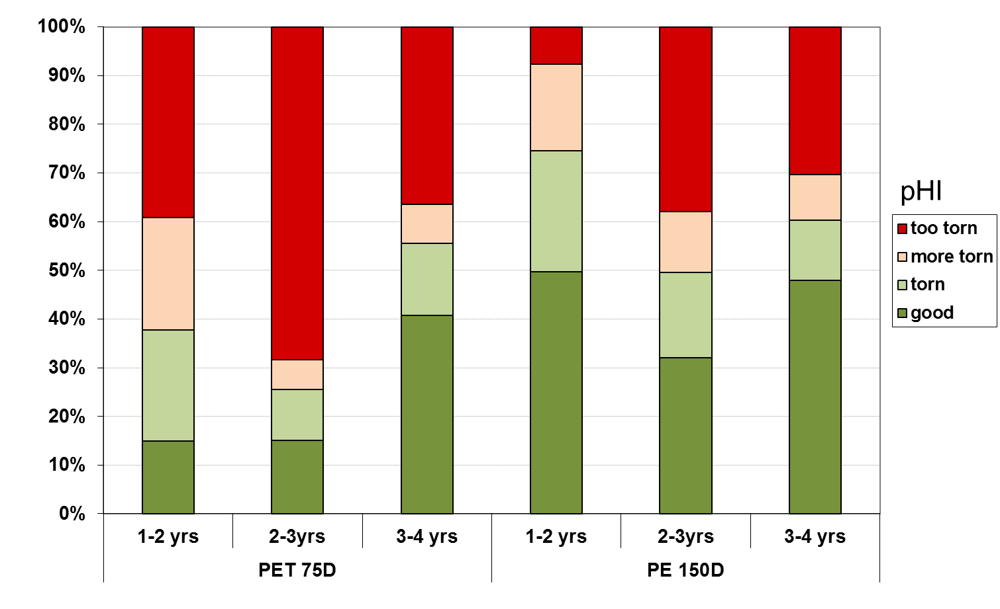 100%
90%
80%
70%
60%
50%
40%
30%
20%
10%
0%
1-2 yrs
2-3yrs
3-4 yrs
1-2 yrs
2-3yrs
3-4 yrs
PET 75D
PE 150D
pHI
too torn
more torn
torn
good